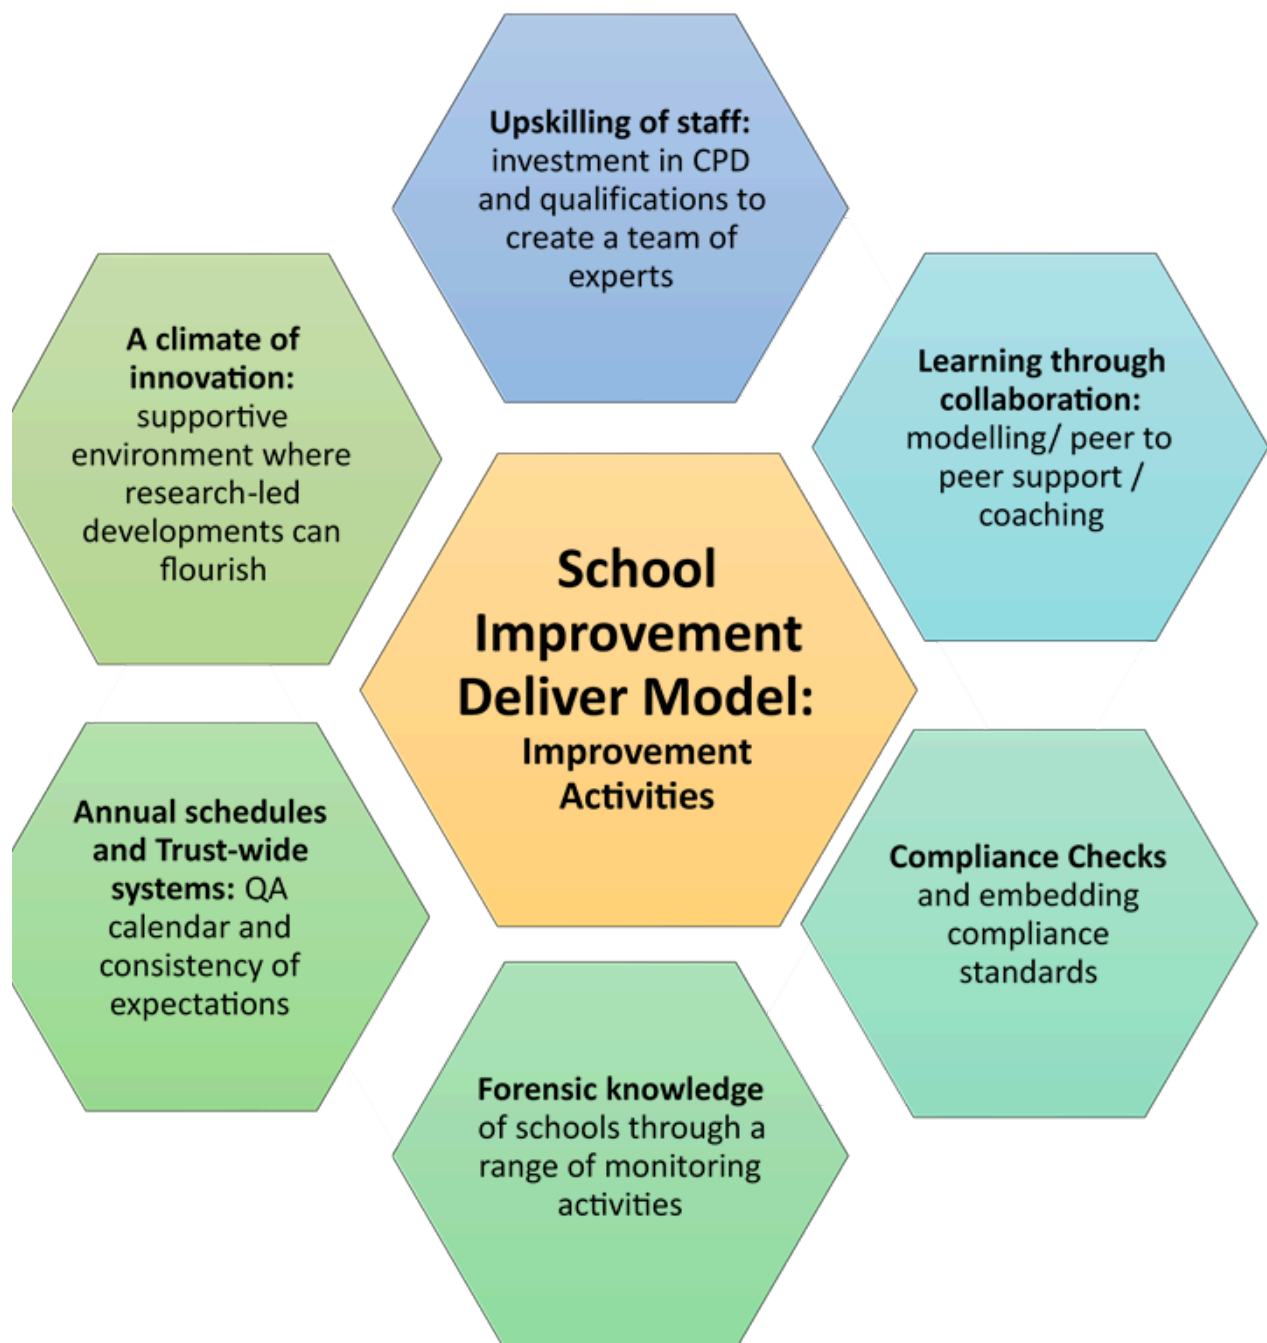 Upskilling of staff:
investment in CPD
and qualifications to
create a team of
experts
Learning through
collaboration:
modelling/ peer to
peer support /
coaching
Compliance Checks
and embedding
compliance
standards
Forensic knowledge
of schools through a
range of monitoring
activities
Annual schedules
and Trust-wide
systems: QA
calendar and
consistency of
expectations
A climate of
innovation:
supportive
environment where
research-led
developments can
flourish
School
Improvement
Deliver Model:
Improvement
Activities